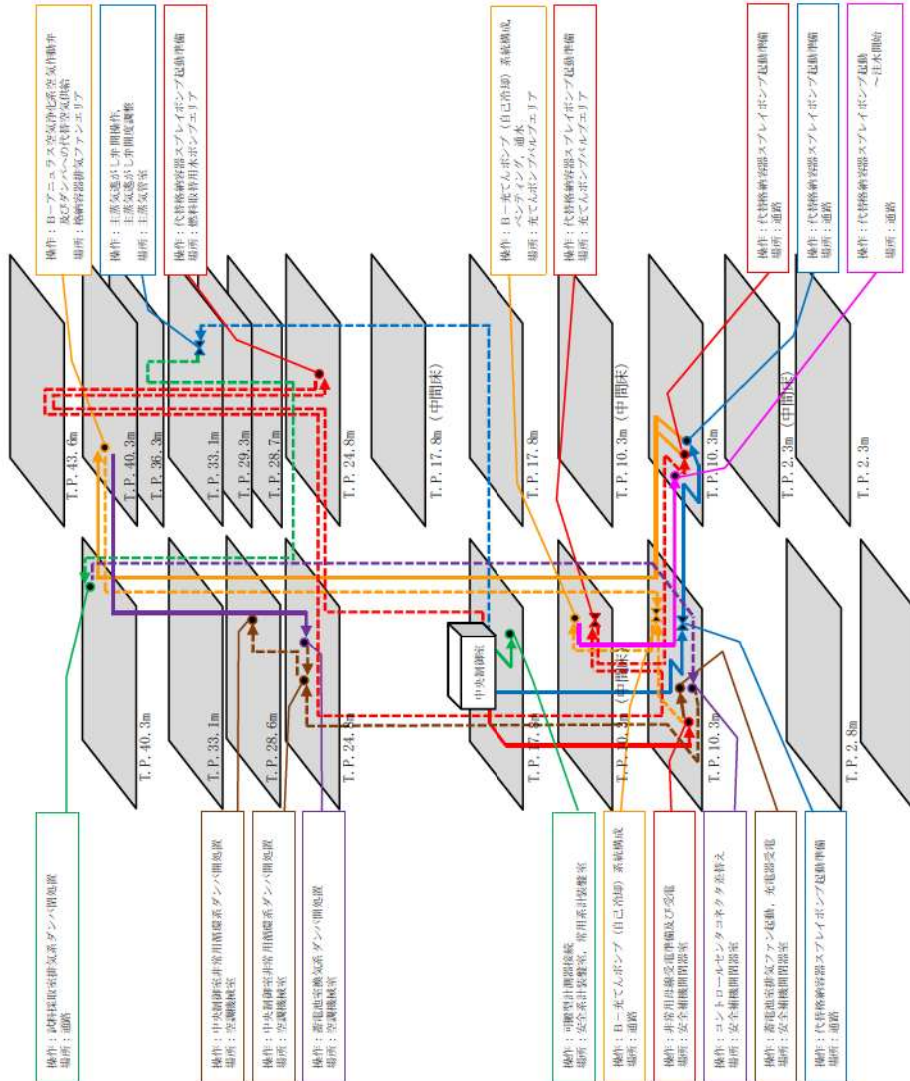 操作：B－アニュラス空気浄化系空気作動弁
及びダンパへの代替空気供給
場所：格納容器排気ファンエリア
操作：主蒸気逃がし弁開操作，
主蒸気逃がし弁開度調整
場所：主蒸気管室
操作：代替格納容器スプレイポンプ起動準備
場所：燃料取替用水ポンプエリア
操作：B－充てんポンプ（自己冷却）系統構成，
ベンティング，通水
場所：充てんポンプバルブエリア
操作：代替格納容器スプレイポンプ起動準備
場所：充てんポンプバルブエリア
操作：代替格納容器スプレイポンプ起動準備
場所：通路
操作：代替格納容器スプレイポンプ起動準備
場所：通路
操作：代替格納容器スプレイポンプ起動
～注水開始
場所：通路
T.P.43.6m
T.P.40.3m
T.P.36.3m
T.P.33.1m
T.P.29.3m
T.P.28.7m
T.P.24.8m
T.P.17.8m（中間床）
T.P.17.8m
T.P.10.3m（中間床）
T.P.10.3m
T.P.2.3m（中間床）
T.P.2.3m
中央制御室
T.P.40.3m
T.P.33.1m
T.P.28.6m
T.P.24.8m
T.P.17.8m
T.P.10.3m（中間床）
T.P.10.3m
T.P.2.8m
操作：試料採取室排気系ダンパ閉処置
場所：通路
操作：中央制御室非常用循環系ダンパ開処置
場所：空調機械室
操作：中央制御室非常用循環系ダンパ開処置
場所：空調機械室
操作：蓄電池室換気系ダンパ開処置
場所：空調機械室
操作：可搬型計測器接続
場所：安全系計装盤室，常用系計装盤室
操作：B－充てんポンプ（自己冷却）系統構成
場所：通路
操作：非常用母線受電準備及び受電
場所：安全補機開閉器室
操作：コントロールセンタコネクタ差替え
場所：安全補機開閉器室
操作：蓄電池室排気ファン起動，充電器受電
場所：安全補機開閉器室
操作：代替格納容器スプレイポンプ起動準備
場所：通路